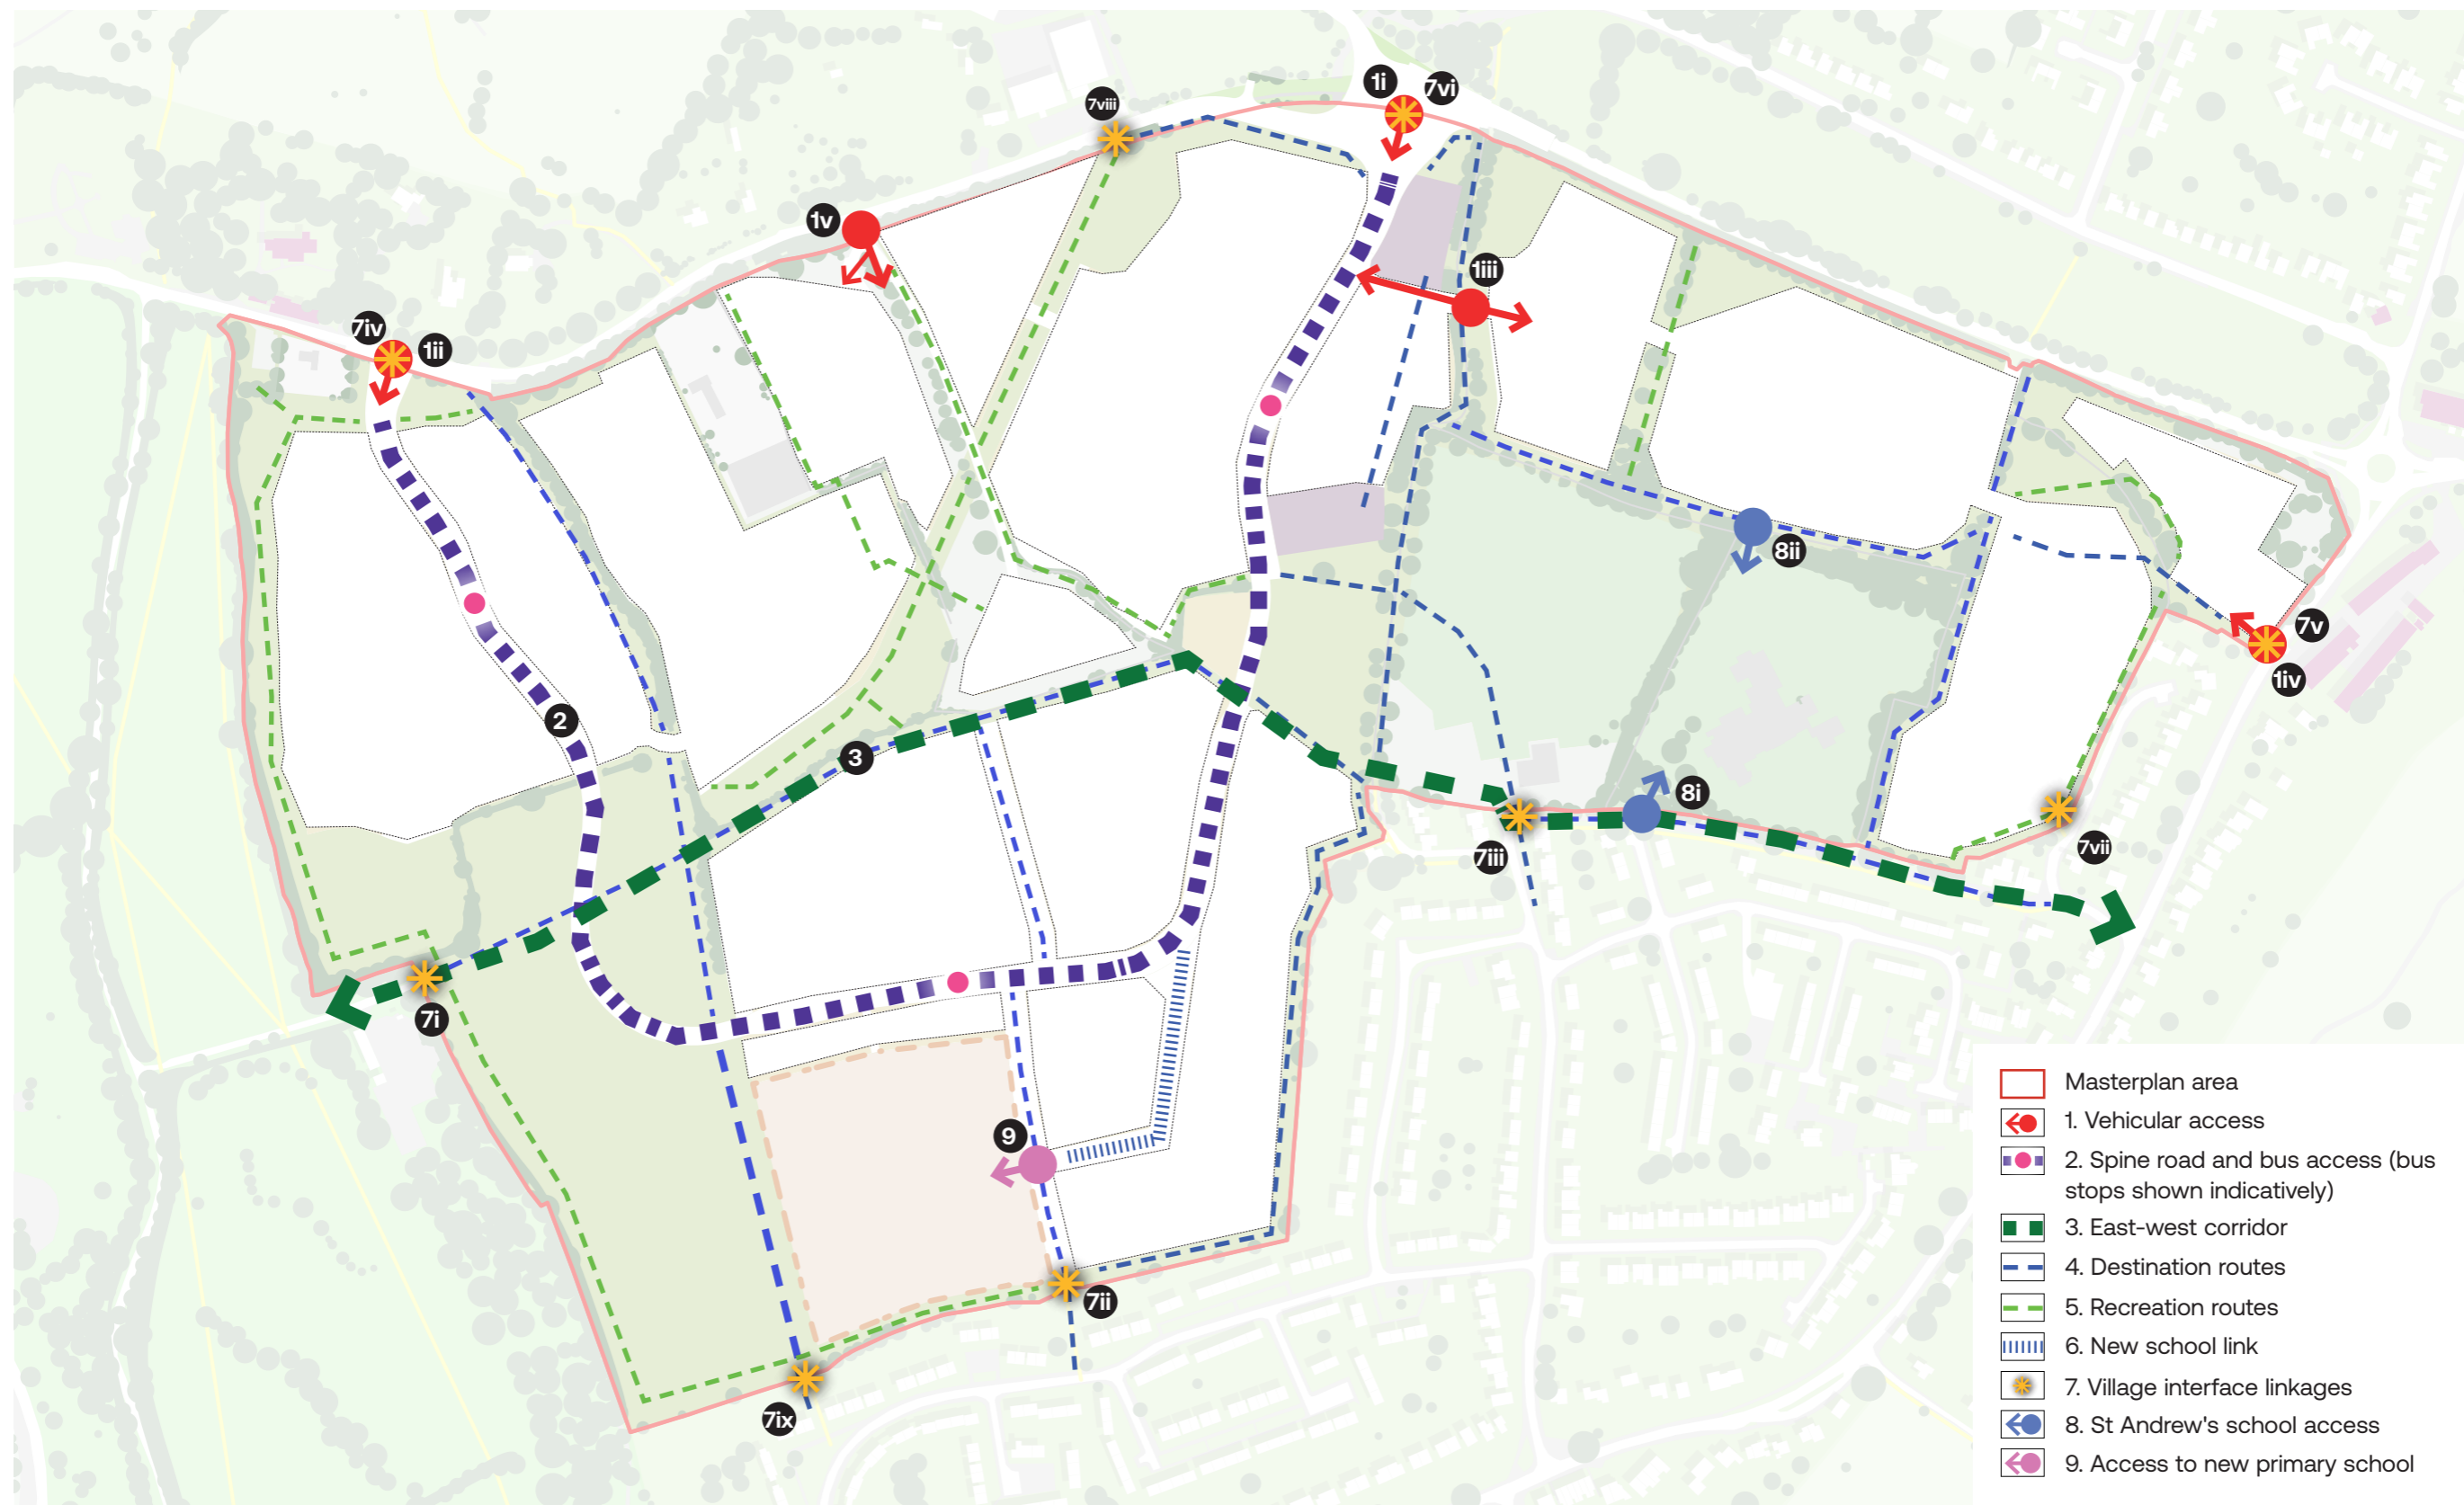 1i
7vi
7viii
1v
1iii
7iv
1ii
8ii
7v
1iv
2
3
8i
7iii
7vii
7i
9
7ii
7ix
Masterplan area
1. Vehicular access
2. Spine road and bus access (bus
stops shown indicatively)
3. East-west corridor
4. Destination routes
5. Recreation routes
6. New school link
7. Village interface linkages
8. St Andrew's school access
9. Access to new primary school